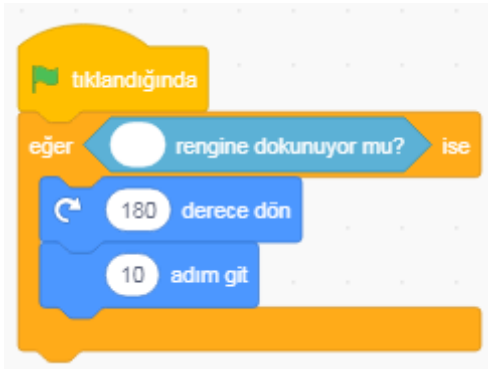 tıklandığında
eğer rengine dokunuyor mu? ise
180 derece dön
10 adım git